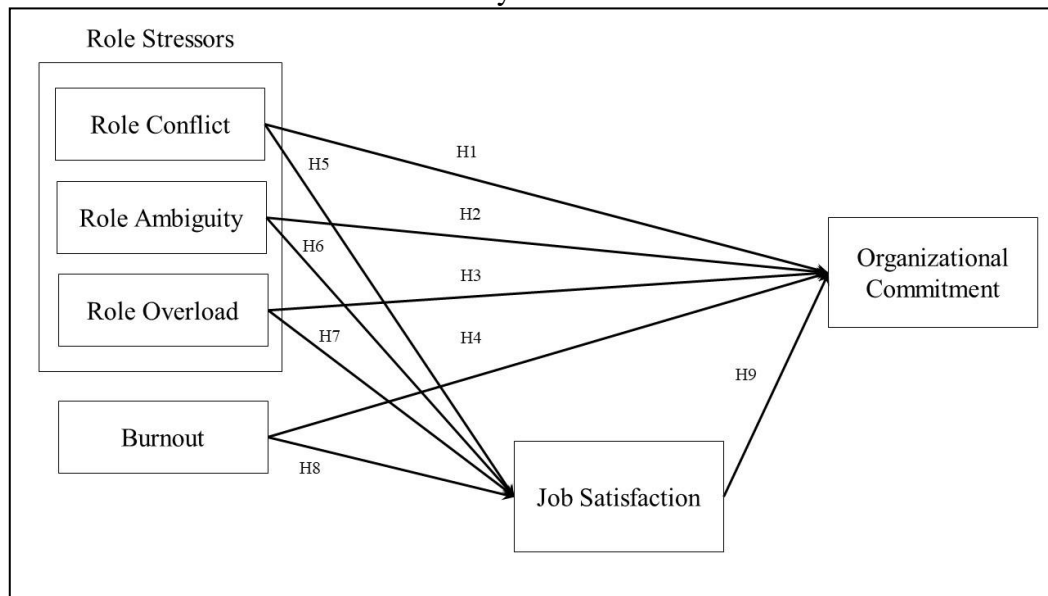 Role Stressors
Role Conflict
H1
H5
Role Ambiguity
H2
H6
Organizational
Commitment
Role Overload
H3
H7
H4
H9
Burnout
H8
Job Satisfaction